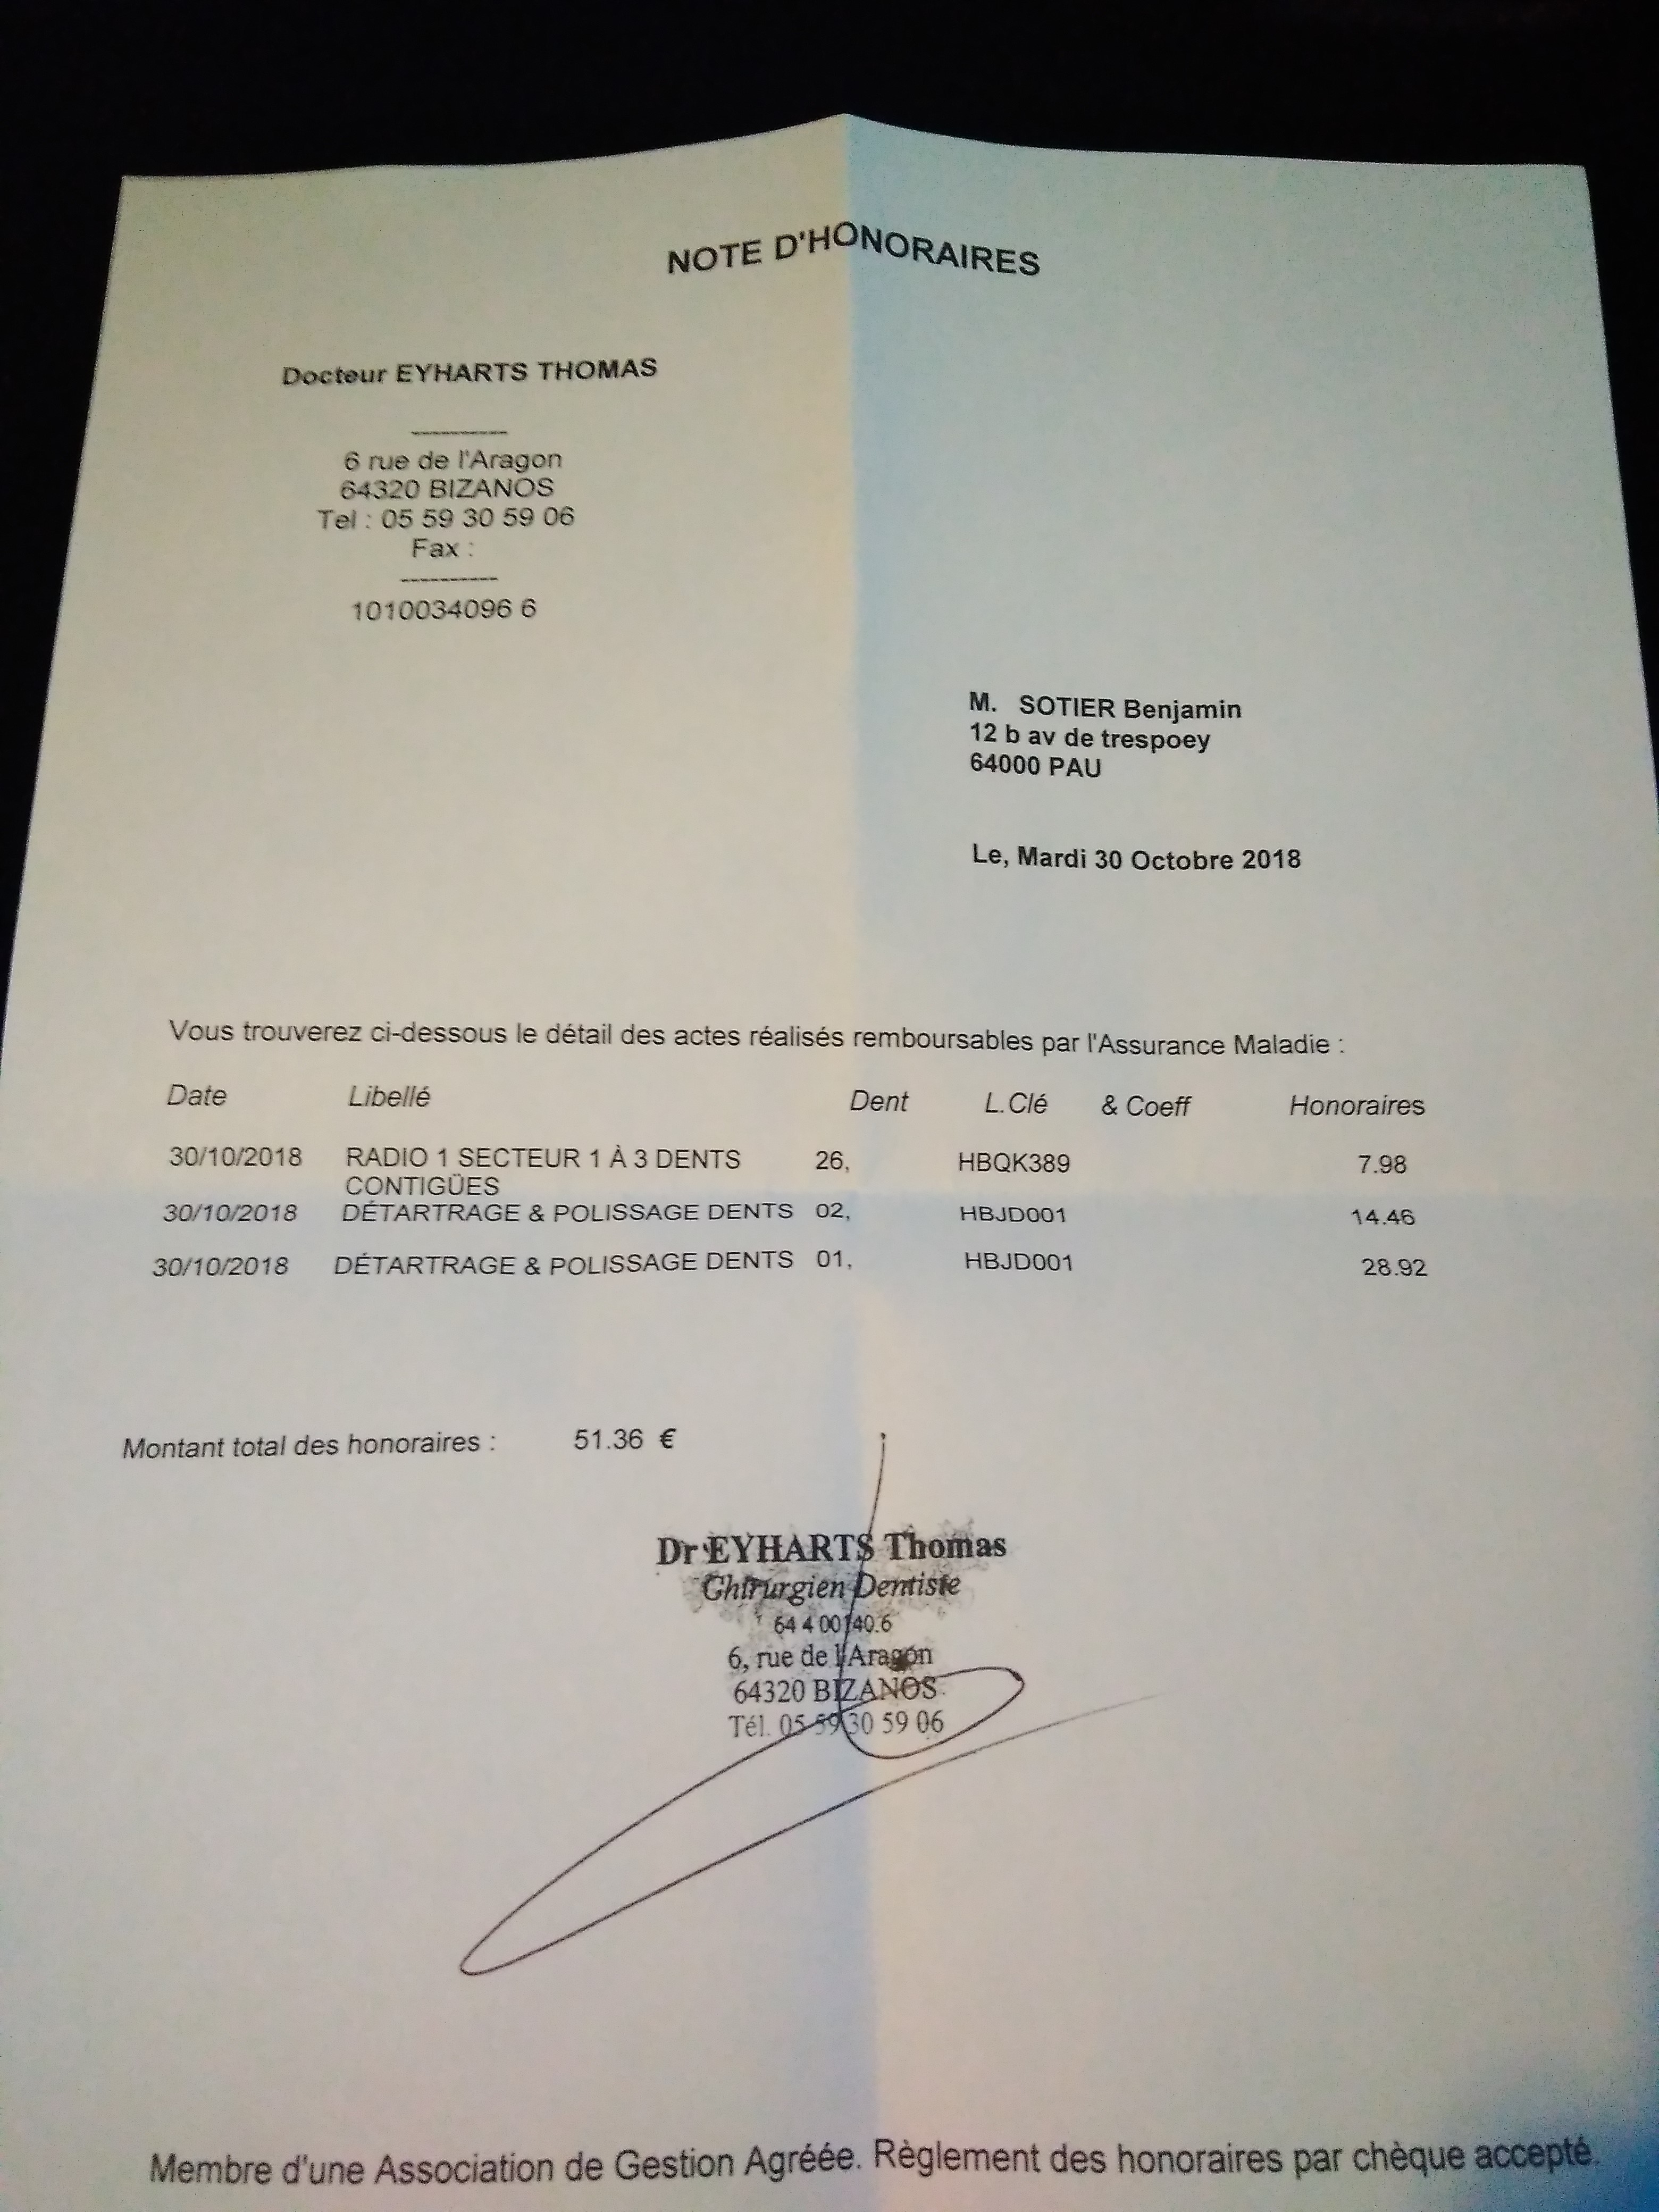 NOTE D'HONORAIRES
Docteur EYHARTS THOMAS
----------
6 rue de l'Aragon
64320 BIZANOS
Tel : 05 59 30 59 06
Fax :
----------
1010034096 6
M. SOTIER Benjamin
12 b av de trespoey
64000 PAU
Le, Mardi 30 Octobre 2018
Vous trouverez ci-dessous le détail des actes réalisés remboursables par l'Assurance Maladie :
Date Libellé Dent L.Clé & Coeff Honoraires
30/10/2018 RADIO 1 SECTEUR 1 À 3 DENTS 26, HBQK389 7.98
CONTIGÜES
30/10/2018 DÉTARTRAGE & POLISSAGE DENTS 02, HBJD001 14.46
30/10/2018 DÉTARTRAGE & POLISSAGE DENTS 01, HBJD001 28.92
Montant total des honoraires : 51.36 €
Dr EYHARTS Thomas
Chirurgien Dentiste
64 4 00140.6
6, rue de l'Aragon
64320 BIZANOS
Tél. 05 59 30 59 06
Membre d'une Association de Gestion Agréée. Règlement des honoraires par chèque accepté.